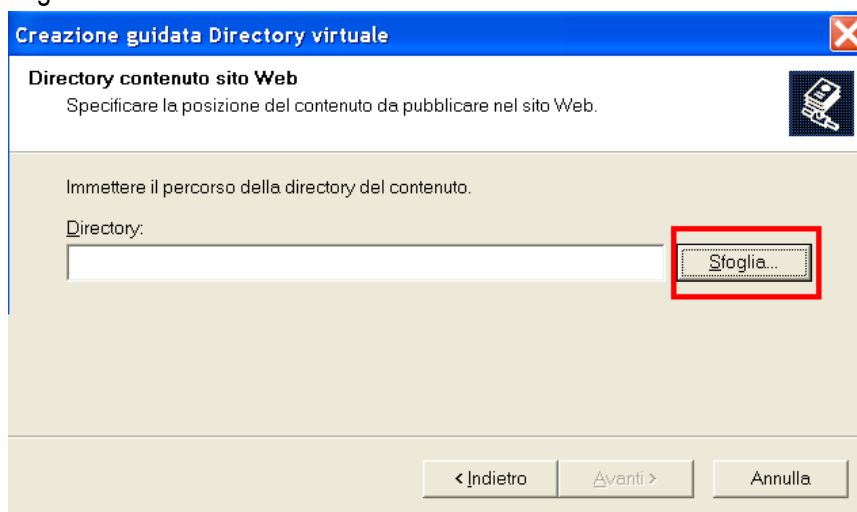 Creazione guidata Directory virtuale
Directory contenuto sito Web
Specificare la posizione del contenuto da pubblicare nel sito Web.
Immettere il percorso della directory del contenuto.
Directory:
Sfoglia...
< Indietro
Avanti >
Annulla